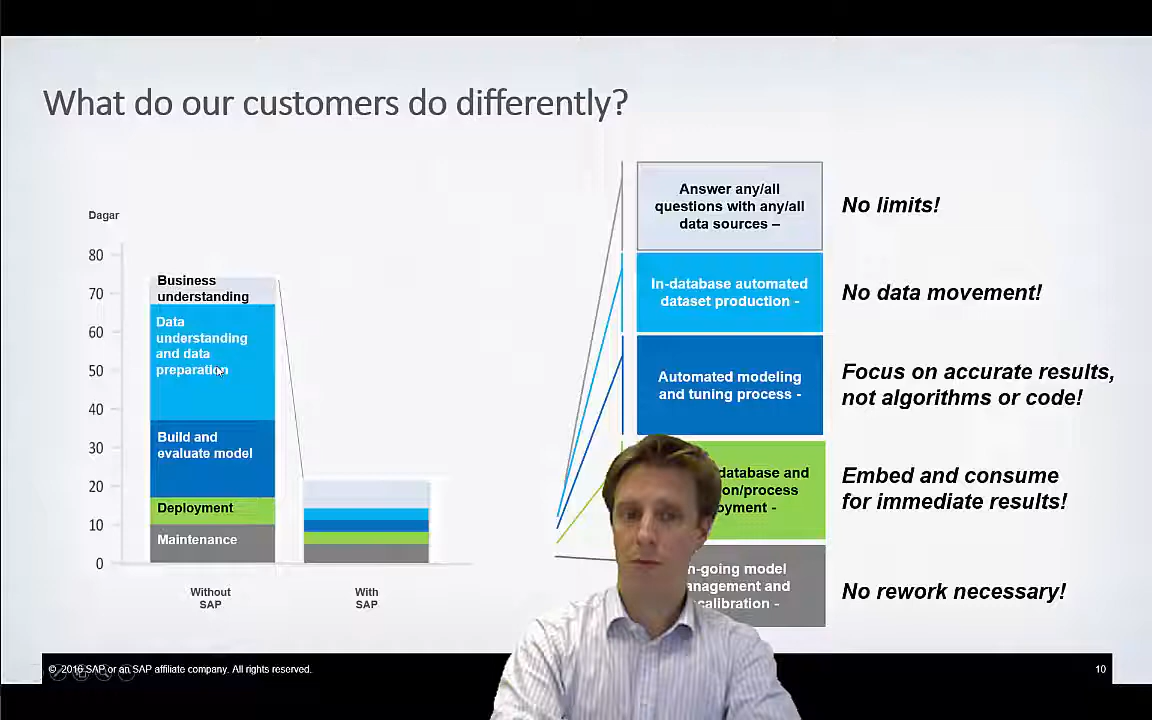 What do our customers do differently?
Dagar
80
70
60
50
40
30
20
10
0
Business
understanding
Data
understanding
and data
preparation
Build and
evaluate model
Deployment
Maintenance
Without
SAP
With
SAP
Answer any/all
questions with any/all
data sources –
No limits!
In-database automated
dataset production -
No data movement!
Automated modeling
and tuning process -
Focus on accurate results,
not algorithms or code!
database and
/process
-
Embed and consume
for immediate results!
going model
and
-
No rework necessary!
© 2016 SAP or an SAP affiliate company. All rights reserved.
10